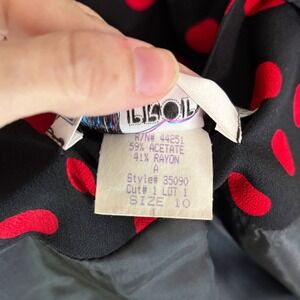 R/N# 44251
59% ACETATE
41% RAYON
A
Style# 35090
Cut# 1 LOT 1
SIZE 10